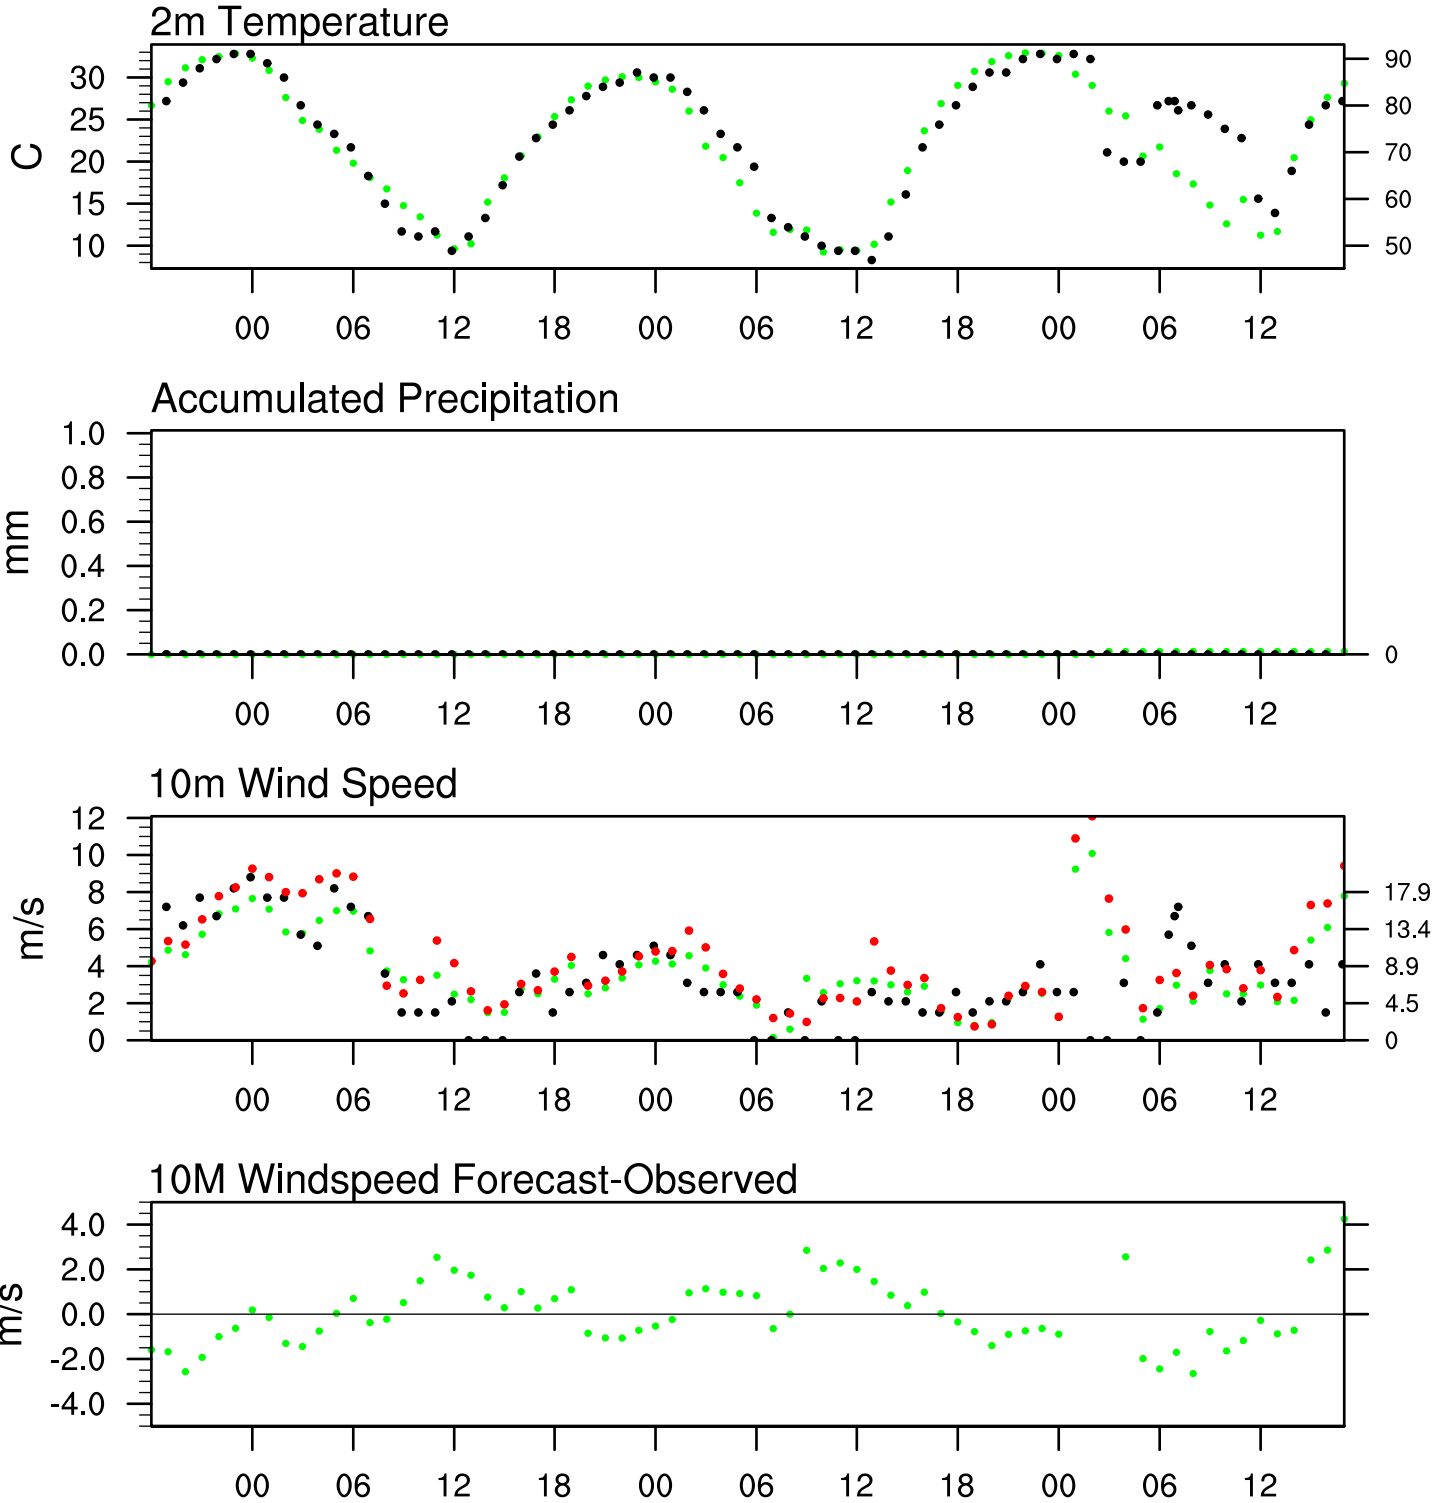 2m Temperature
30
25
20
15
10
C
90
80
70
60
50
00 06 12 18 00 06 12 18 00 06 12
Accumulated Precipitation
1.0
0.8
0.6
0.4
0.2
0.0
mm
0
00 06 12 18 00 06 12 18 00 06 12
10m Wind Speed
12
10
8
6
4
2
0
m/s
17.9
13.4
8.9
4.5
0
00 06 12 18 00 06 12 18 00 06 12
10M Windspeed Forecast-Observed
4.0
2.0
0.0
-2.0
-4.0
m/s
00 06 12 18 00 06 12 18 00 06 12